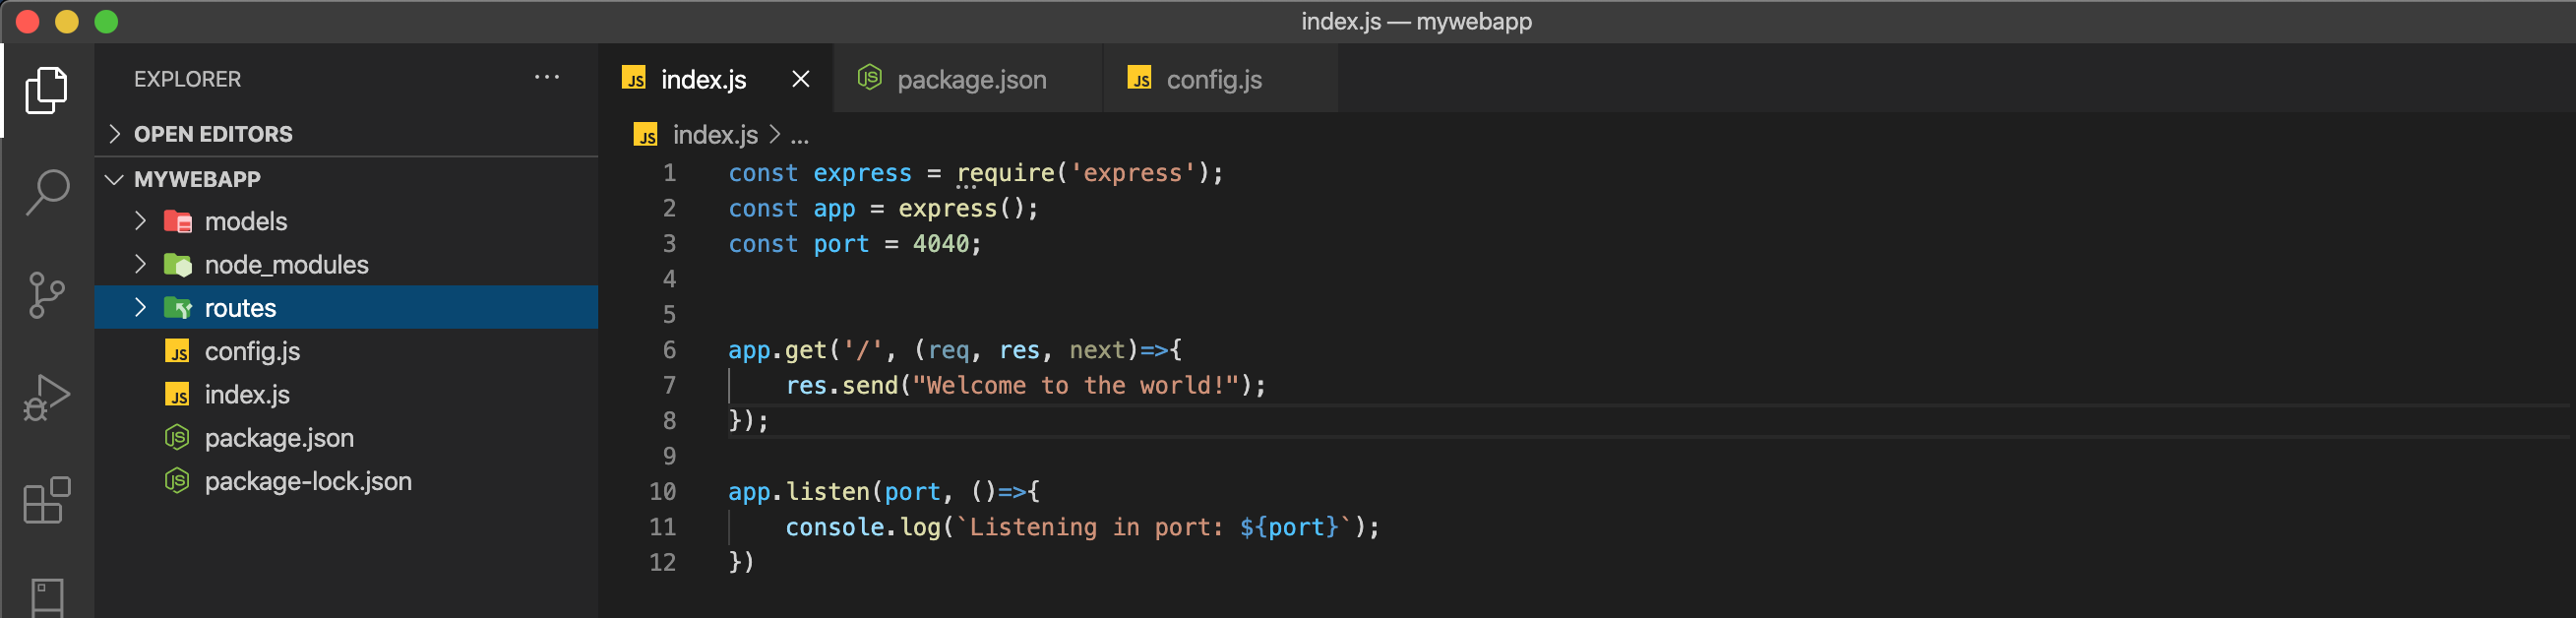 index.js — mywebapp
EXPLORER
OPEN EDITORS
MYWEBAPP
models
node_modules
routes
config.js
index.js
package.json
package-lock.json
index.js package.json config.js
index.js > ...
1 const express = require('express');
2 const app = express();
3 const port = 4040;
4
5
6 app.get('/', (req, res, next)=>{
7     res.send("Welcome to the world!");
8 });
9
10 app.listen(port, ()=>{
11     console.log(`Listening in port: ${port}`);
12 })